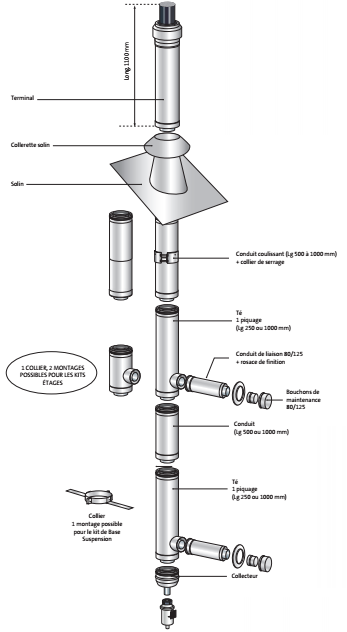 Long. 1100 mm
Terminal
Collerette solin
Solin
Conduit coulissant (Lg 500 à 1000 mm)
+ collier de serrage
Té
1 piquage
(Lg 250 ou 1000 mm)
Conduit de liaison 80/125
+ rosace de finition
1 COLLIER, 2 MONTAGES
POSSIBLES POUR LES KITS
ÉTAGES
Bouchons de
maintenance
80/125
Conduit
(Lg 500 ou 1000 mm)
Té
1 piquage
(Lg 250 ou 1000 mm)
Collier
1 montage possible
pour le kit de Base
Suspension
Collecteur